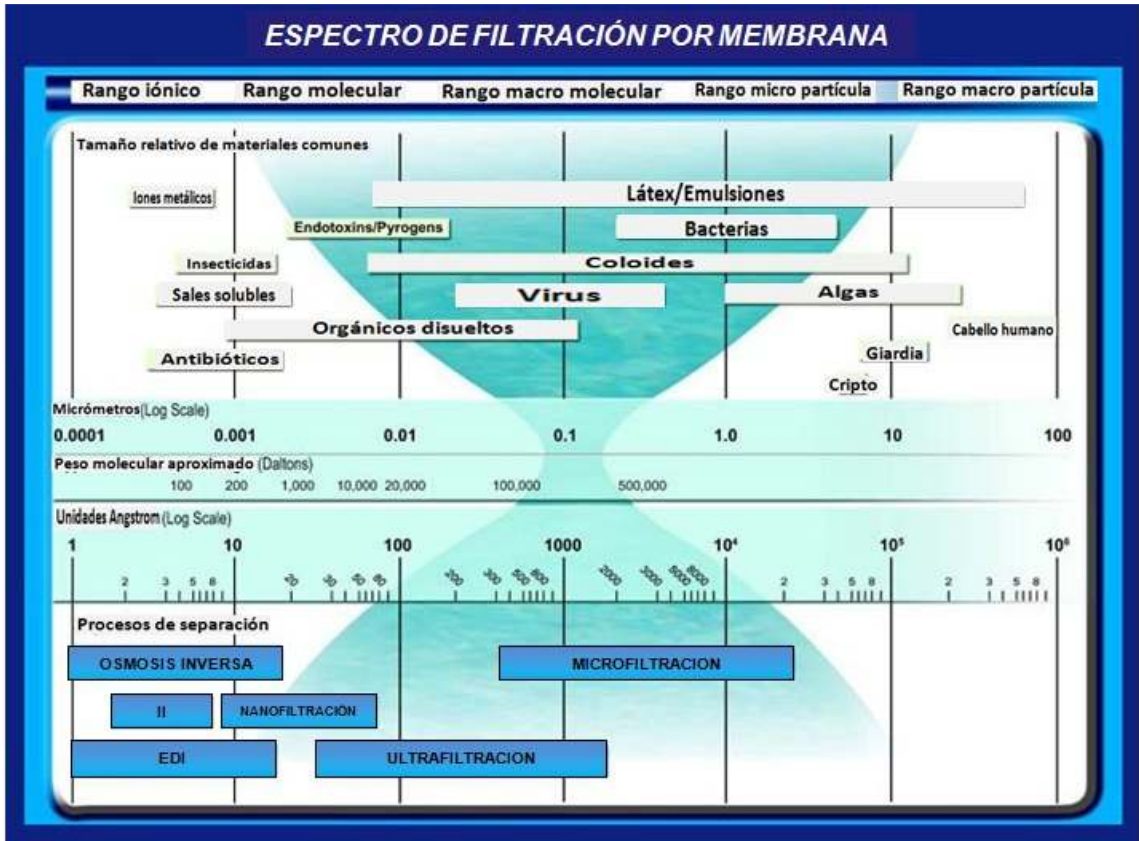 ESPECTRO DE FILTRACIÓN POR MEMBRANA
Rango iónico Rango molecular Rango macro molecular Rango micro partícula Rango macro partícula
Tamaño relativo de materiales comunes
Iones metálicos Látex/Emulsiones
Endotoxins/Pyrogens Bacterias
Insecticidas Coloides
Sales solubles Virus Algas
Orgánicos disueltos Cabello humano
Antibióticos Giardia
Cripto
Micrómetros (Log Scale)
0.0001 0.001 0.01 0.1 1.0 10 100
Peso molecular aproximado (Daltons)
100 200 1,000 10,000 20,000 100,000 500,000
Unidades Angstrom (Log Scale)
1 10 100 1000 10⁴ 10⁵ 10⁶
2 3 5 8 20 30 50 80 200 300 500 800 2000 3000 5000 8000 2 3 5 8 2 3 5 8
Procesos de separación
OSMOSIS INVERSA MICROFILTRACION
II NANOFILTRACIÓN
EDI ULTRAFILTRACION